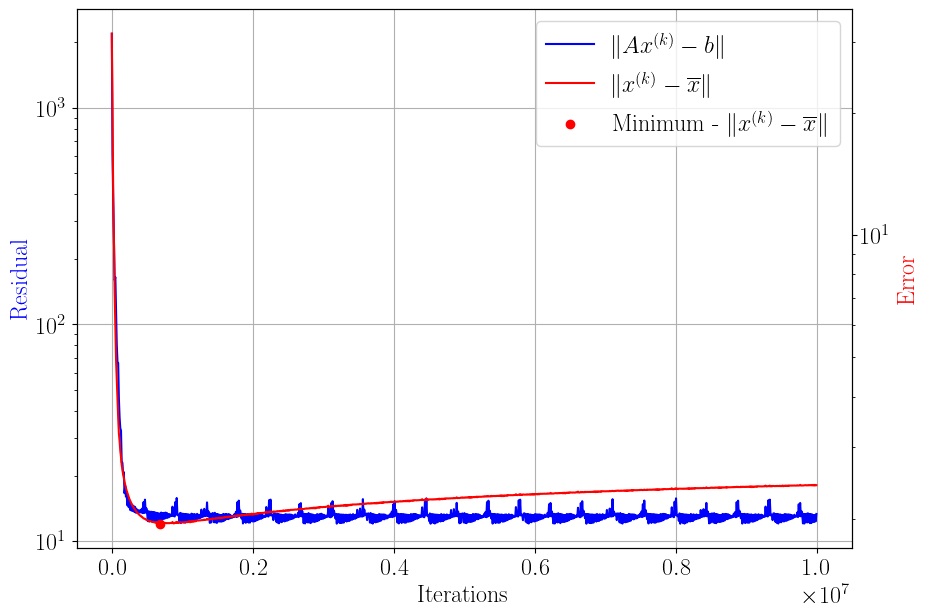 ‖Ax^(k) − b‖
‖x^(k) − x̅‖
Minimum - ‖x^(k) − x̅‖
10^3
10^2
10^1
Residual
10^1
Error
0.0 0.2 0.4 0.6 0.8 1.0
Iterations
×10^7